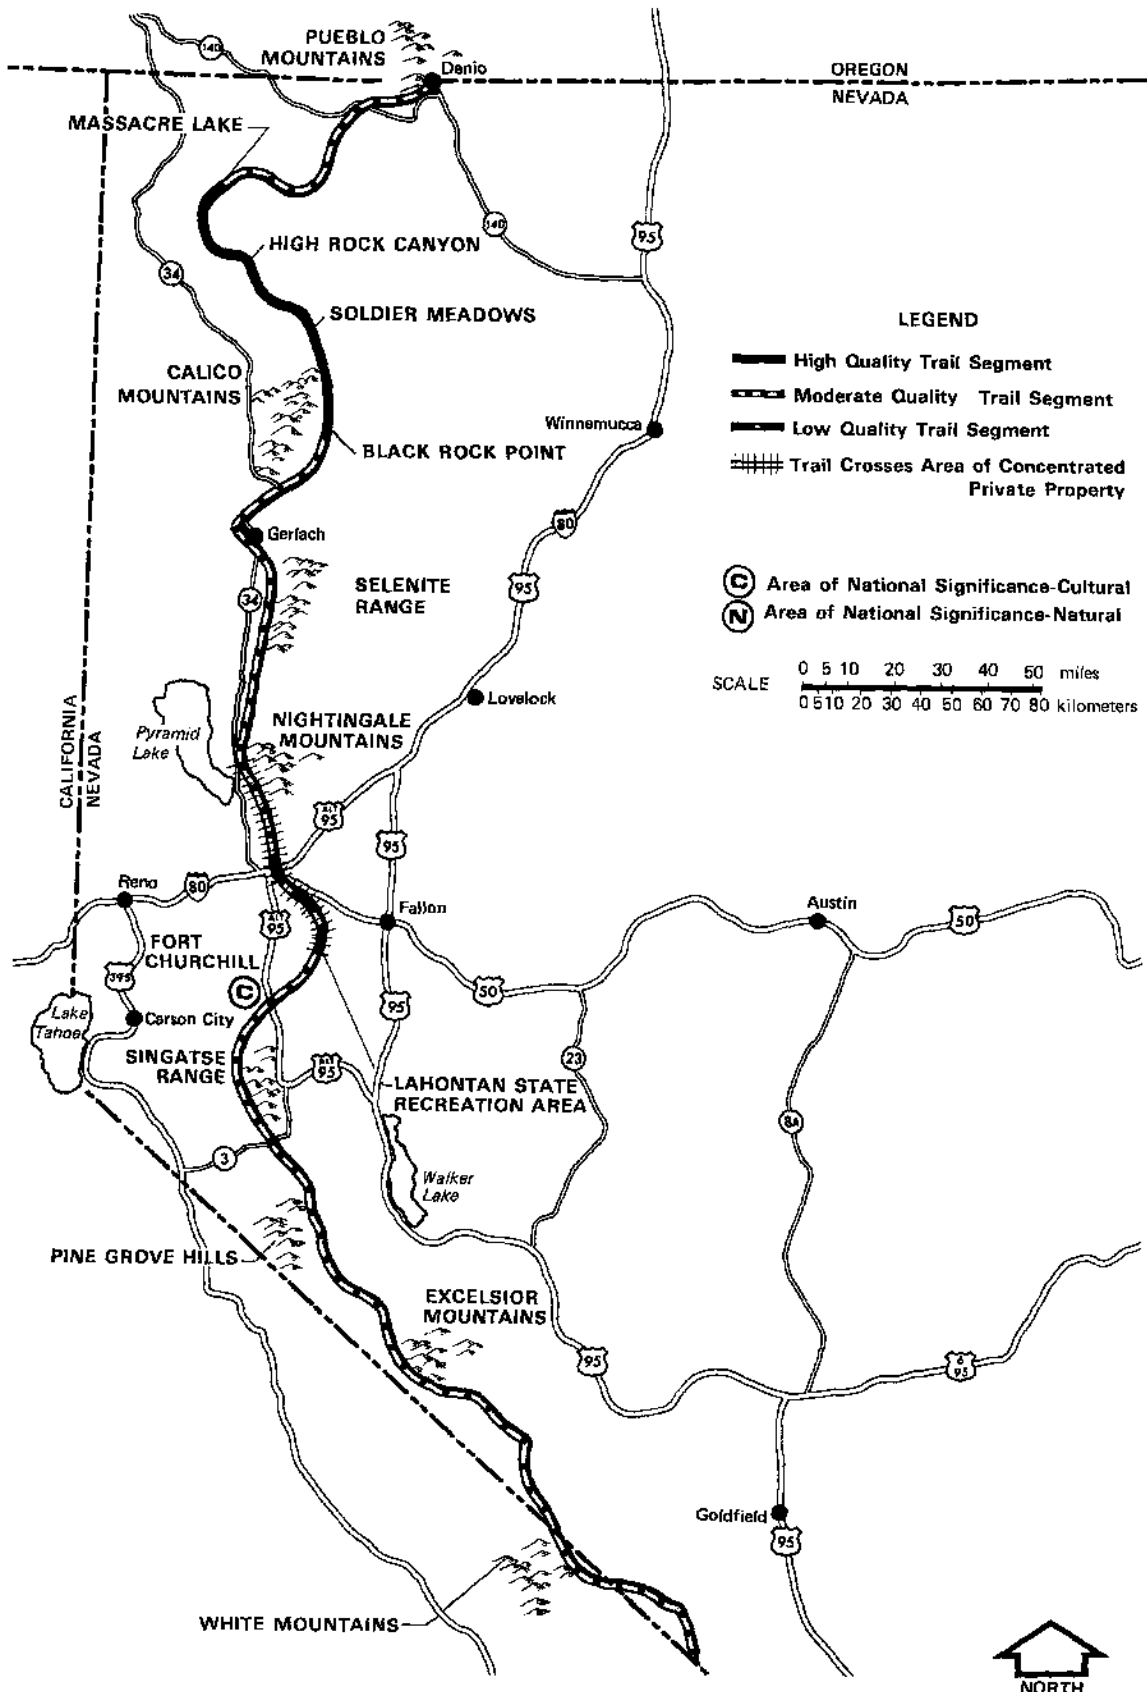 140
PUEBLO
MOUNTAINS
Denio
OREGON
NEVADA
MASSACRE LAKE
140
95
HIGH ROCK CANYON
34
SOLDIER MEADOWS
LEGEND
High Quality Trail Segment
CALICO
MOUNTAINS
Moderate Quality Trail Segment
Winnemucca
Low Quality Trail Segment
BLACK ROCK POINT
Trail Crosses Area of Concentrated
Private Property
80
Gerlach
SELENITE
RANGE
95
C Area of National Significance-Cultural
N Area of National Significance-Natural
34
SCALE
0 5 10 20 30 40 50 miles
0 5 10 20 30 40 50 60 70 80 kilometers
Lovelock
NIGHTINGALE
MOUNTAINS
Pyramid
Lake
CALIFORNIA
NEVADA
ALT
95
95
Reno
80
Fallon
Austin
ALT
95
50
FORT
CHURCHILL
395
C
50
95
Lake
Tahoe
Carson City
SINGATSE
RANGE
ALT
95
23
LAHONTAN STATE
RECREATION AREA
8A
3
Walker
Lake
PINE GROVE HILLS
EXCELSIOR
MOUNTAINS
95
6
95
Goldfield
95
WHITE MOUNTAINS
NORTH